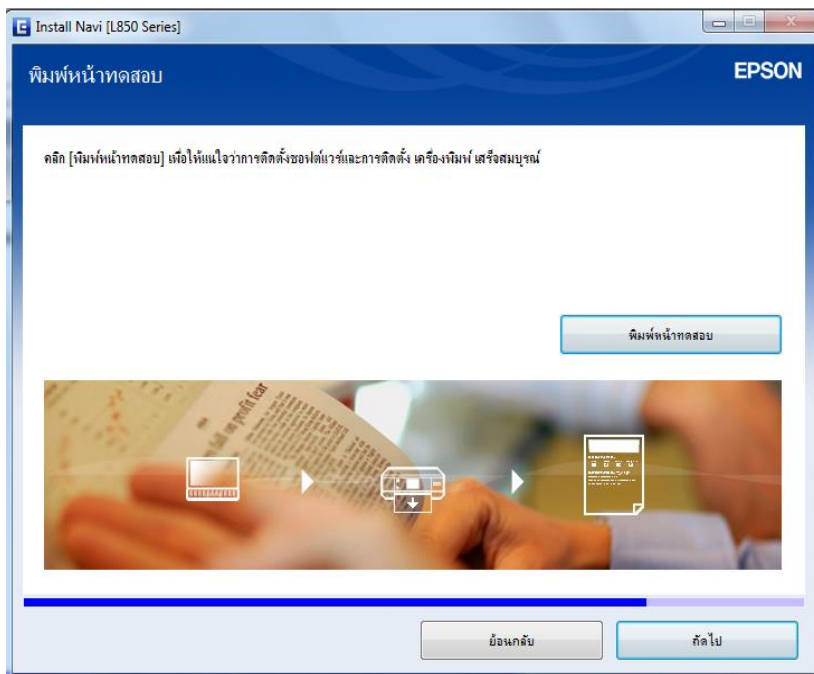 Install Navi [L850 Series]
พิมพ์หน้าทดสอบ
EPSON
คลิก [พิมพ์หน้าทดสอบ] เพื่อให้แน่ใจว่าการติดตั้งซอฟต์แวร์และการติดตั้ง เครื่องพิมพ์ เสร็จสมบูรณ์
พิมพ์หน้าทดสอบ
fall on profit fear
ย้อนกลับ
ถัดไป